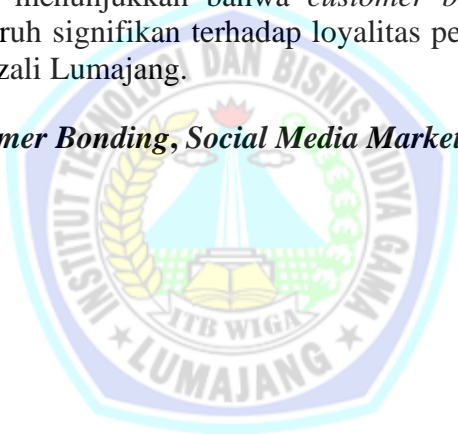 menunjukkan bahwa customer b
ruh signifikan terhadap loyalitas pe
zali Lumajang.
mer Bonding, Social Media Market
INSTITUT TEKNOLOGI DAN BISNIS WIDYA GAMA
ITB WIGA
LUMAJANG